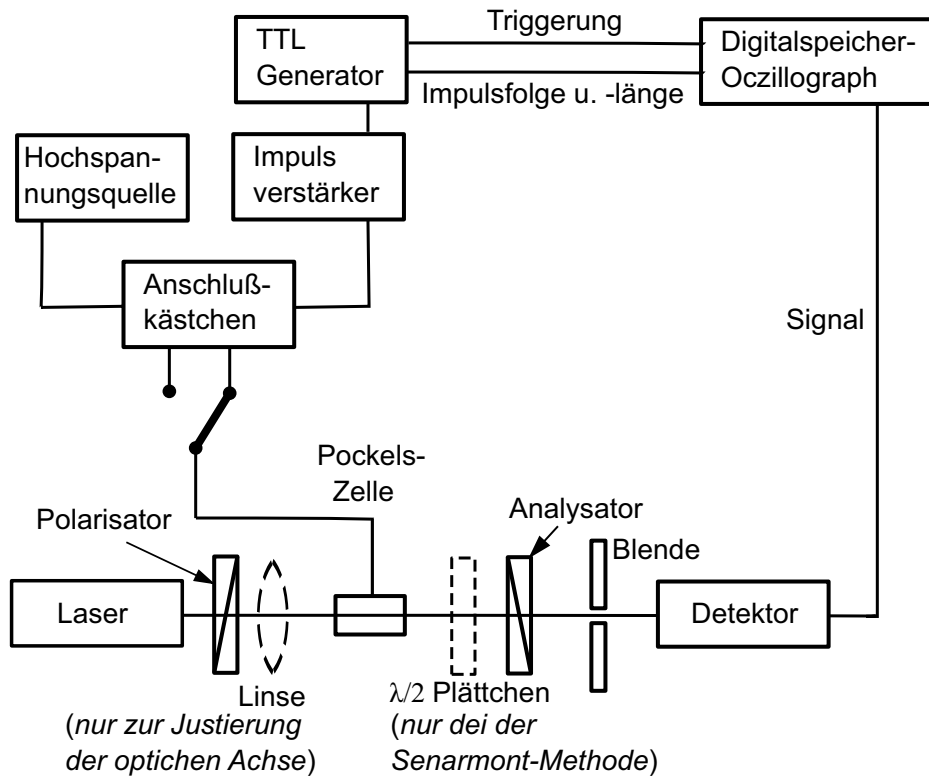 TTL
Generator
Triggerung
Impulsfolge u. -länge
Digitalspeicher-
Oczillograph
Hochspan-
nungsquelle
Impuls
verstärker
Anschluß-
kästchen
Signal
Pockels-
Zelle
Polarisator
Analysator
Blende
Laser
Detektor
Linse
(nur zur Justierung
der optichen Achse)
λ/2 Plättchen
(nur dei der
Senarmont-Methode)